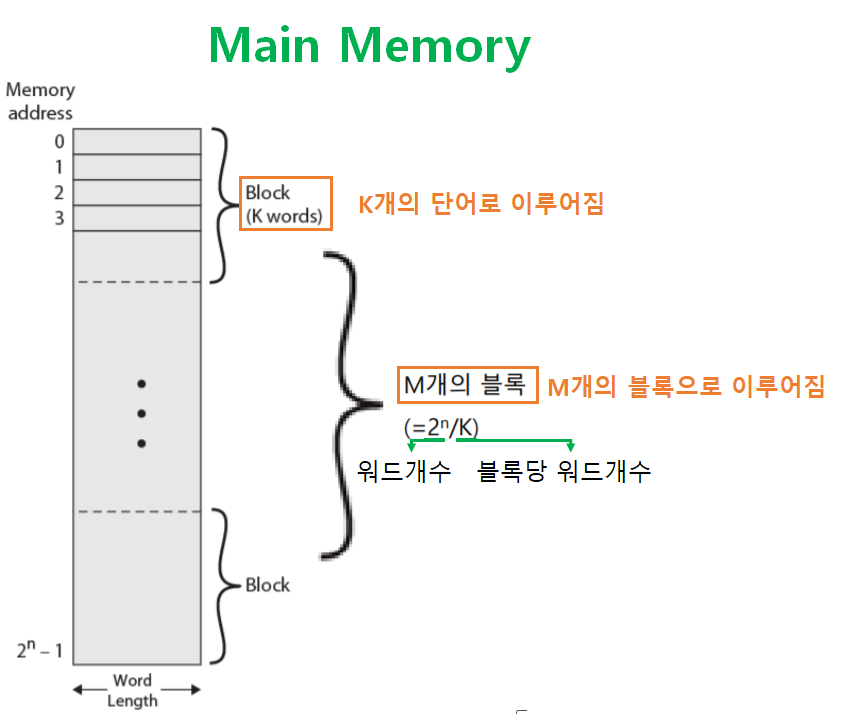 Main Memory
Memory
address
0
1
2
3
Block
(K words)
K개의 단어로 이루어짐
M개의 블록
M개의 블록으로 이루어짐
(=2ⁿ/K)
워드개수 블록당 워드개수
Block
2ⁿ – 1
Word
Length